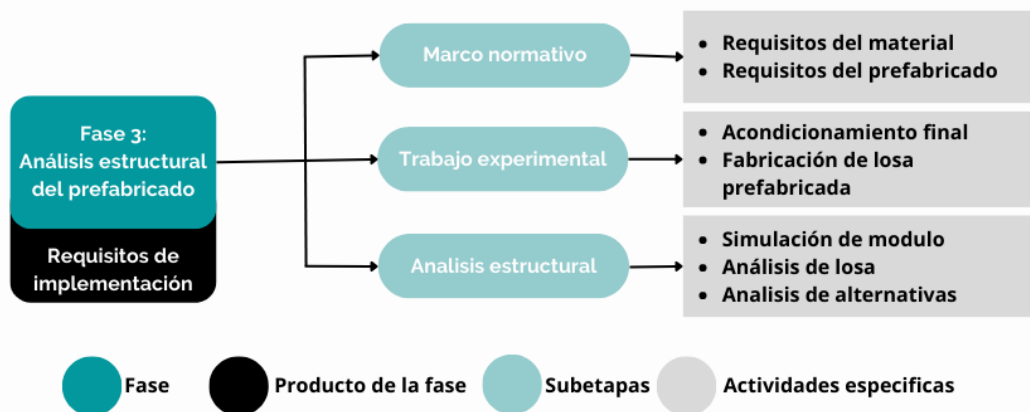 Fase 3:
Análisis estructural
del prefabricado
Requisitos de
implementación
Marco normativo
Requisitos del material
Requisitos del prefabricado
Trabajo experimental
Acondicionamiento final
Fabricación de losa
prefabricada
Analisis estructural
Simulación de modulo
Análisis de losa
Analisis de alternativas
Fase
Producto de la fase
Subetapas
Actividades especificas